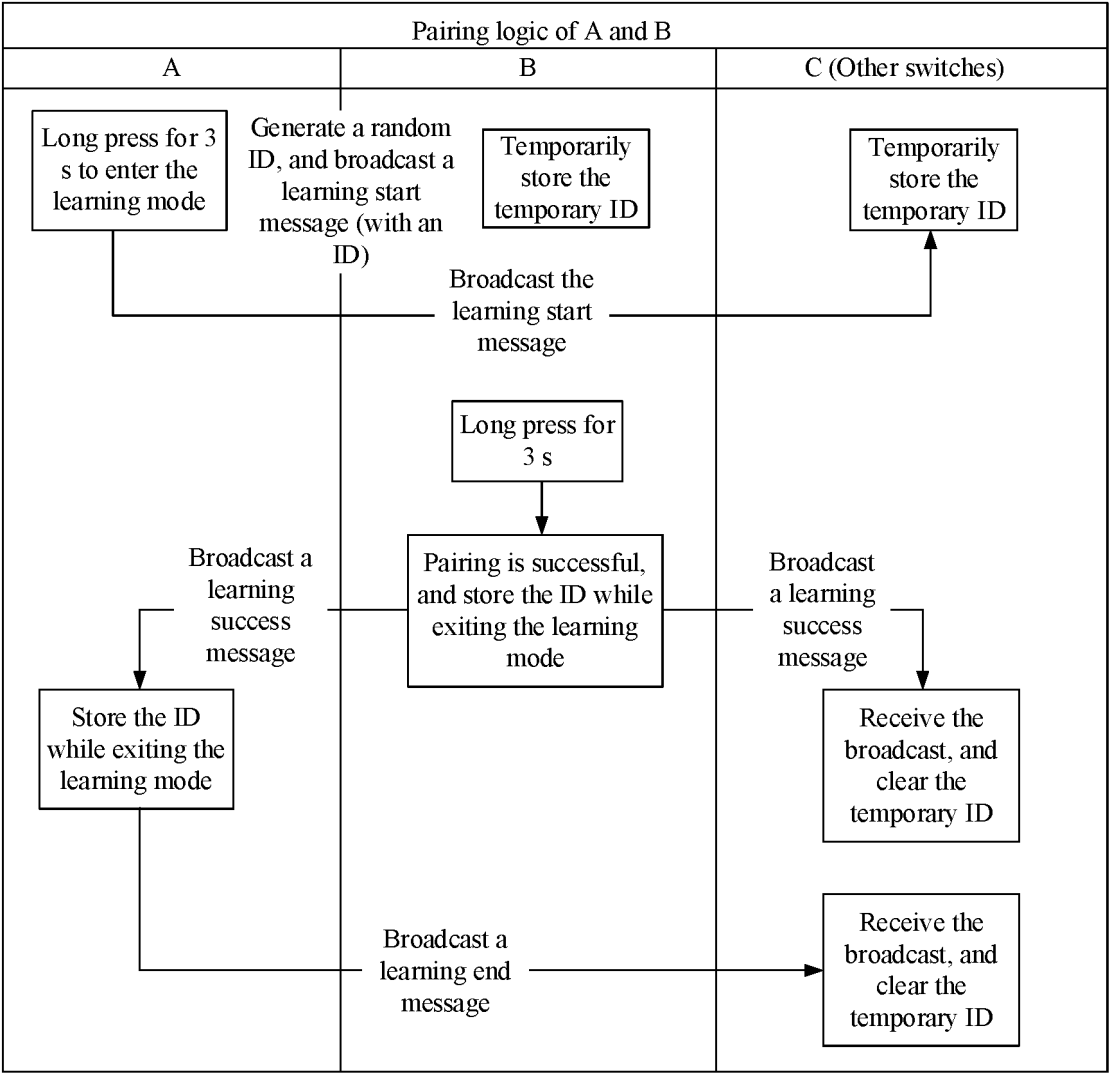 Pairing logic of A and B
A
B
C (Other switches)
Long press for 3
s to enter the
learning mode
Generate a random
ID, and broadcast a
learning start
message (with an
ID)
Temporarily
store the
temporary ID
Temporarily
store the
temporary ID
Broadcast the
learning start
message
Long press for
3 s
Broadcast a
learning
success
message
Pairing is successful,
and store the ID while
exiting the learning
mode
Broadcast
a learning
success
message
Store the ID
while exiting the
learning mode
Receive the
broadcast, and
clear the
temporary ID
Broadcast a
learning end
message
Receive the
broadcast, and
clear the
temporary ID